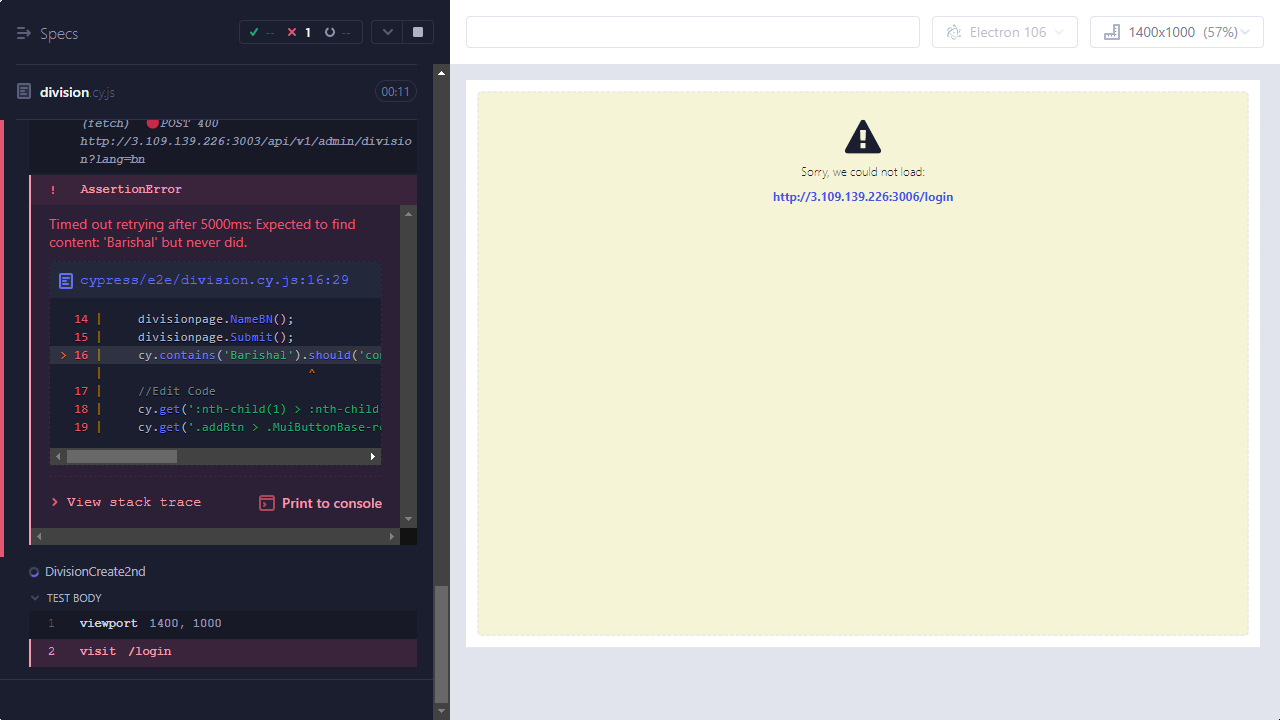 Specs
-- 1 --
division.cy.js 00:11
(fetch) POST 400
http://3.109.139.226:3003/api/v1/admin/divisio
n?lang=bn
! AssertionError
Timed out retrying after 5000ms: Expected to find
content: 'Barishal' but never did.
cypress/e2e/division.cy.js:16:29
14 | divisionpage.NameBN();
15 | divisionpage.Submit();
> 16 | cy.contains('Barishal').should('co
| ^
17 | //Edit Code
18 | cy.get(':nth-child(1) > :nth-child
19 | cy.get('.addBtn > .MuiButtonBase-r
> View stack trace Print to console
DivisionCreate2nd
TEST BODY
1 viewport 1400, 1000
2 visit /login
Electron 106
1400x1000 (57%)
Sorry, we could not load:
http://3.109.139.226:3006/login